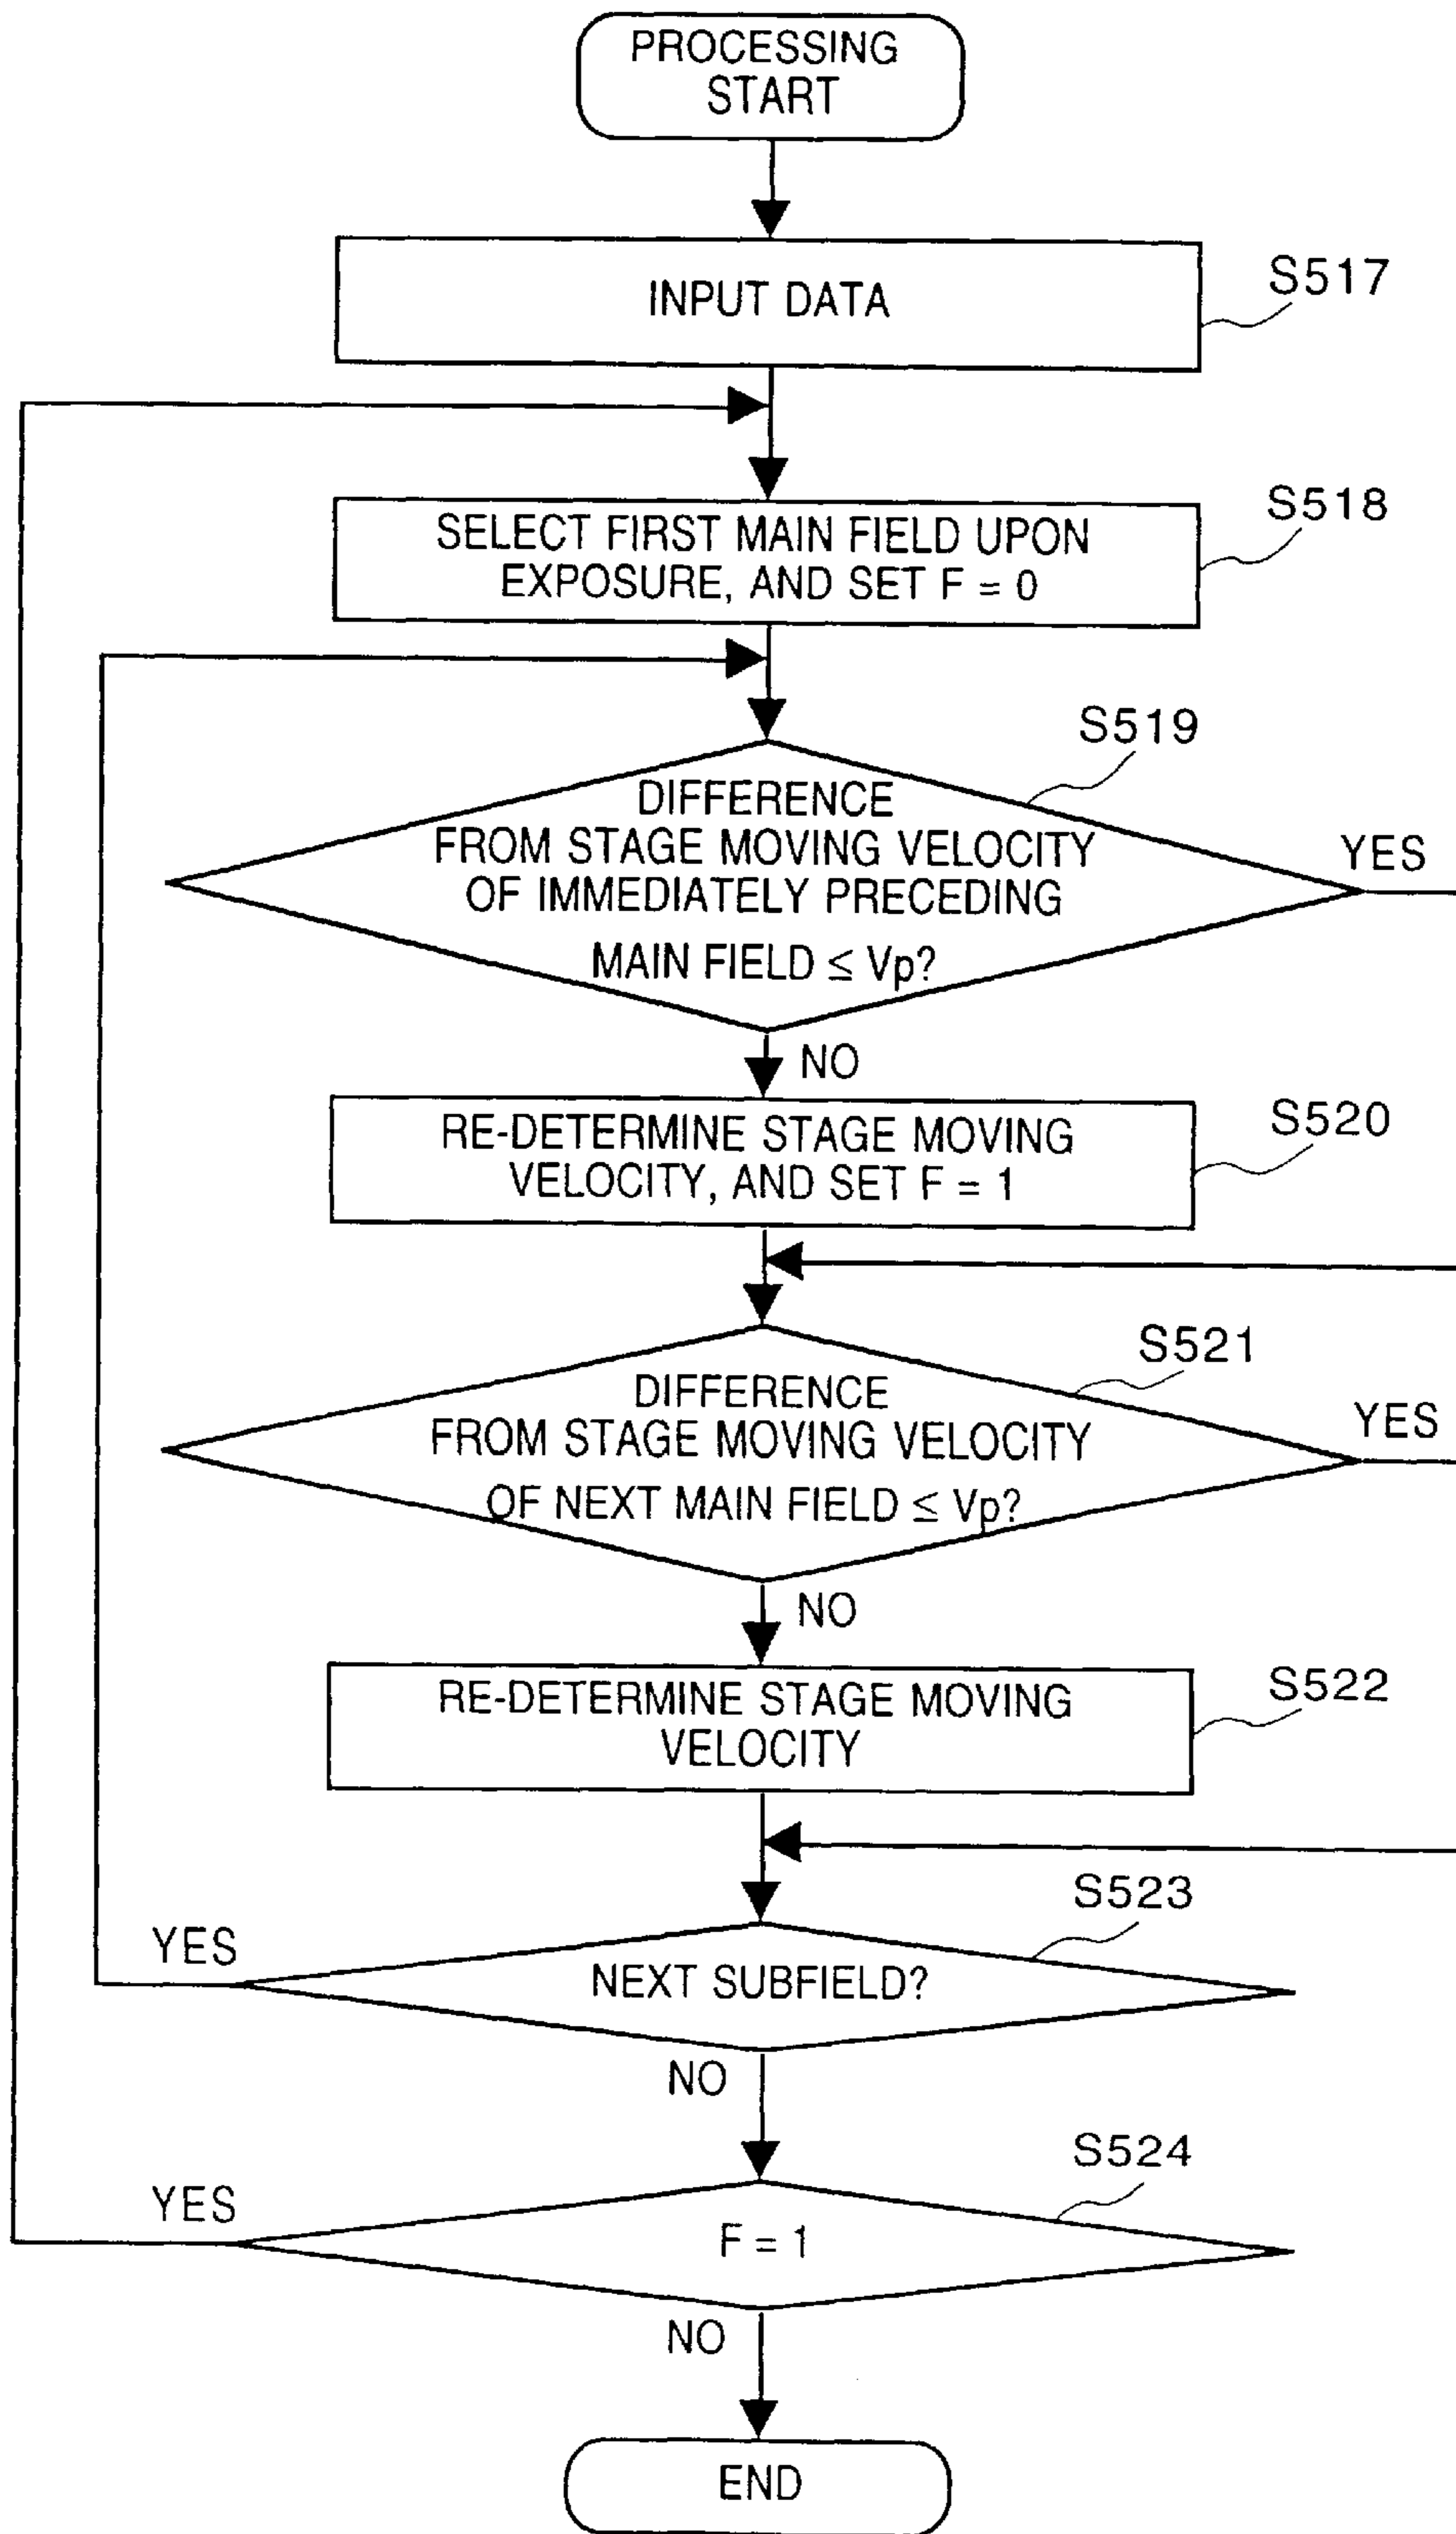 PROCESSING
START
INPUT DATA
S517
SELECT FIRST MAIN FIELD UPON
EXPOSURE, AND SET F = 0
S518
S519
DIFFERENCE
FROM STAGE MOVING VELOCITY
OF IMMEDIATELY PRECEDING
MAIN FIELD ≤ Vp?
YES
NO
RE-DETERMINE STAGE MOVING
VELOCITY, AND SET F = 1
S520
S521
DIFFERENCE
FROM STAGE MOVING VELOCITY
OF NEXT MAIN FIELD ≤ Vp?
YES
NO
RE-DETERMINE STAGE MOVING
VELOCITY
S522
S523
YES
NEXT SUBFIELD?
NO
S524
YES
F = 1
NO
END